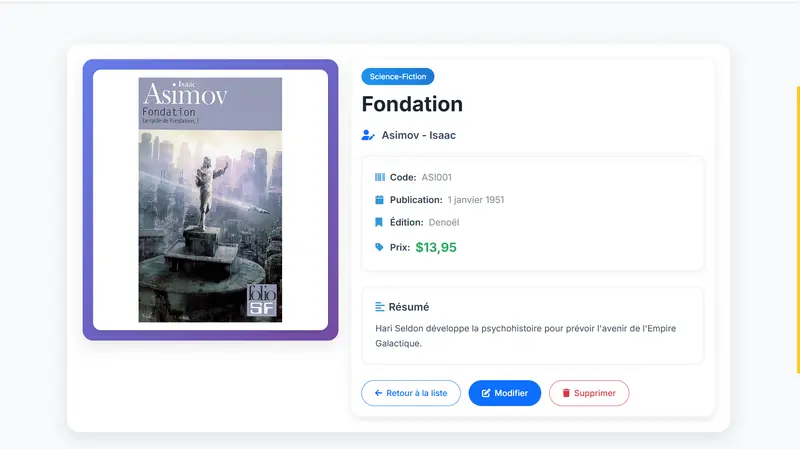 Isaac
Asimov
Fondation
Le cycle de Fondation, I
folio
SF
Science-Fiction
Fondation
Asimov - Isaac
Code: ASI001
Publication: 1 janvier 1951
Édition: Denoël
Prix: $13,95
Résumé
Hari Seldon développe la psychohistoire pour prévoir l'avenir de l'Empire
Galactique.
Retour à la liste
Modifier
Supprimer